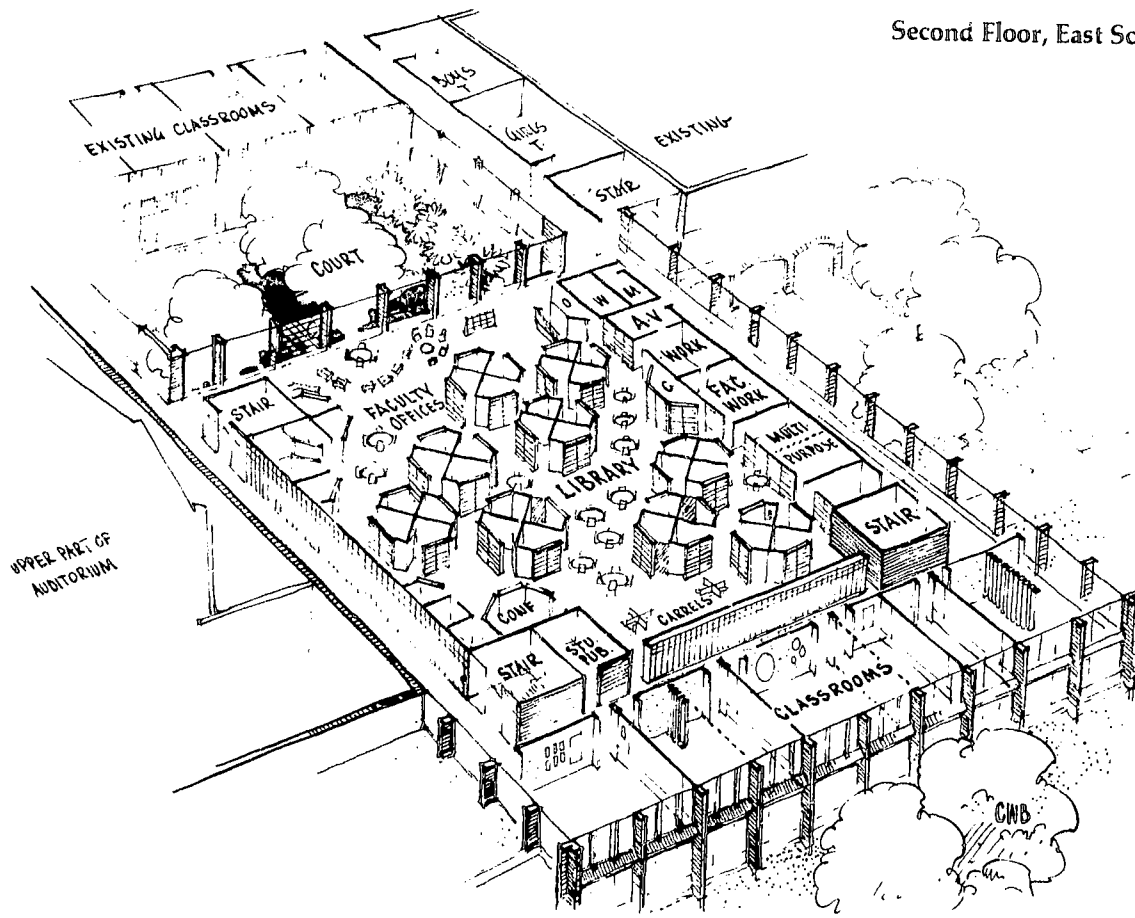 Second Floor, East Sc
BOYS
T
GIRLS
T.
EXISTING CLASSROOMS
EXISTING
STAIR
COURT
O
W
M
A-V
WORK
C
FAC.
WORK
MULTI-
PURPOSE
FACULTY
OFFICES
STAIR
LIBRARY
STAIR
UPPER PART OF
AUDITORIUM
CARRELS
CONF
STU.
PUB.
STAIR
CLASSROOMS
CWB